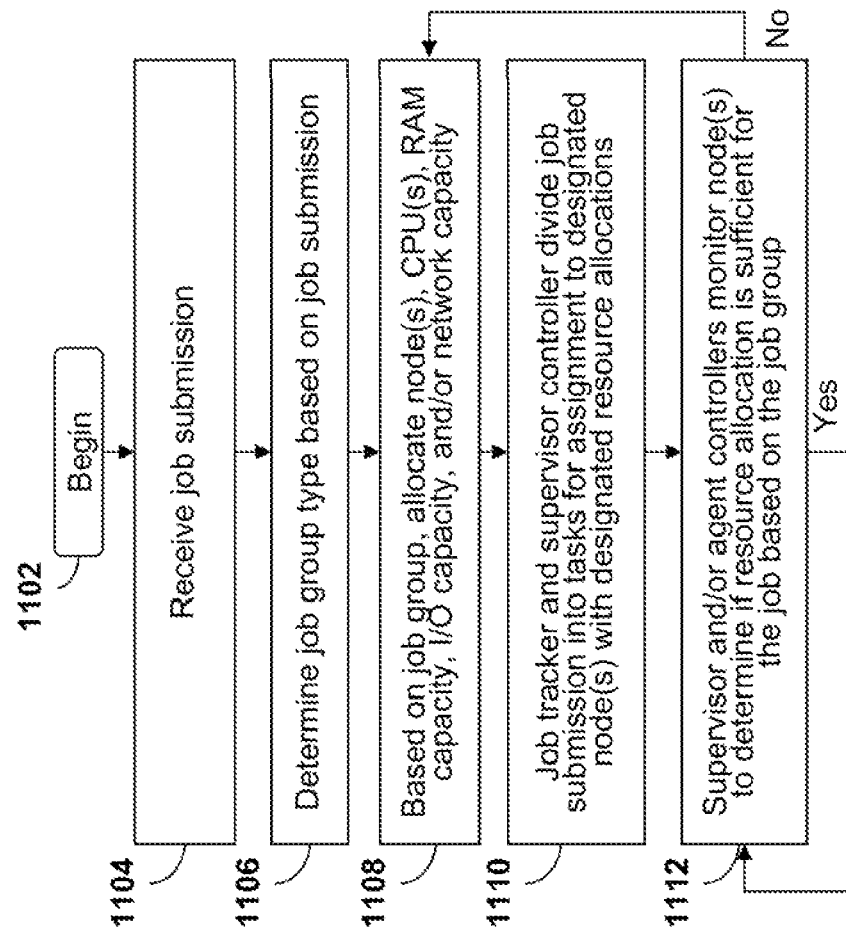 1102
Begin
1104
Receive job submission
1106
Determine job group type based on job submission
1108
Based on job group, allocate node(s), CPU(s), RAM
capacity, I/O capacity, and/or network capacity
1110
Job tracker and supervisor controller divide job
submission into tasks for assignment to designated
node(s) with designated resource allocations
1112
Supervisor and/or agent controllers monitor node(s)
to determine if resource allocation is sufficient for
the job based on the job group
No
Yes